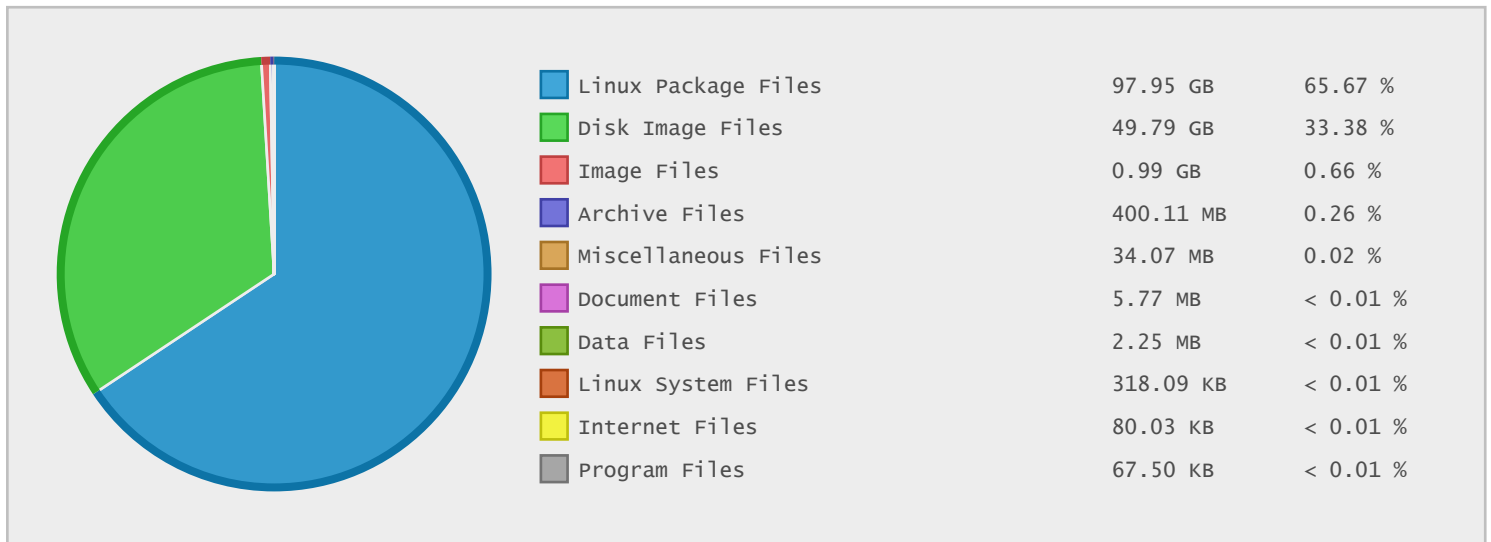 Linux Package Files 97.95 GB 65.67 %
Disk Image Files 49.79 GB 33.38 %
Image Files 0.99 GB 0.66 %
Archive Files 400.11 MB 0.26 %
Miscellaneous Files 34.07 MB 0.02 %
Document Files 5.77 MB < 0.01 %
Data Files 2.25 MB < 0.01 %
Linux System Files 318.09 KB < 0.01 %
Internet Files 80.03 KB < 0.01 %
Program Files 67.50 KB < 0.01 %